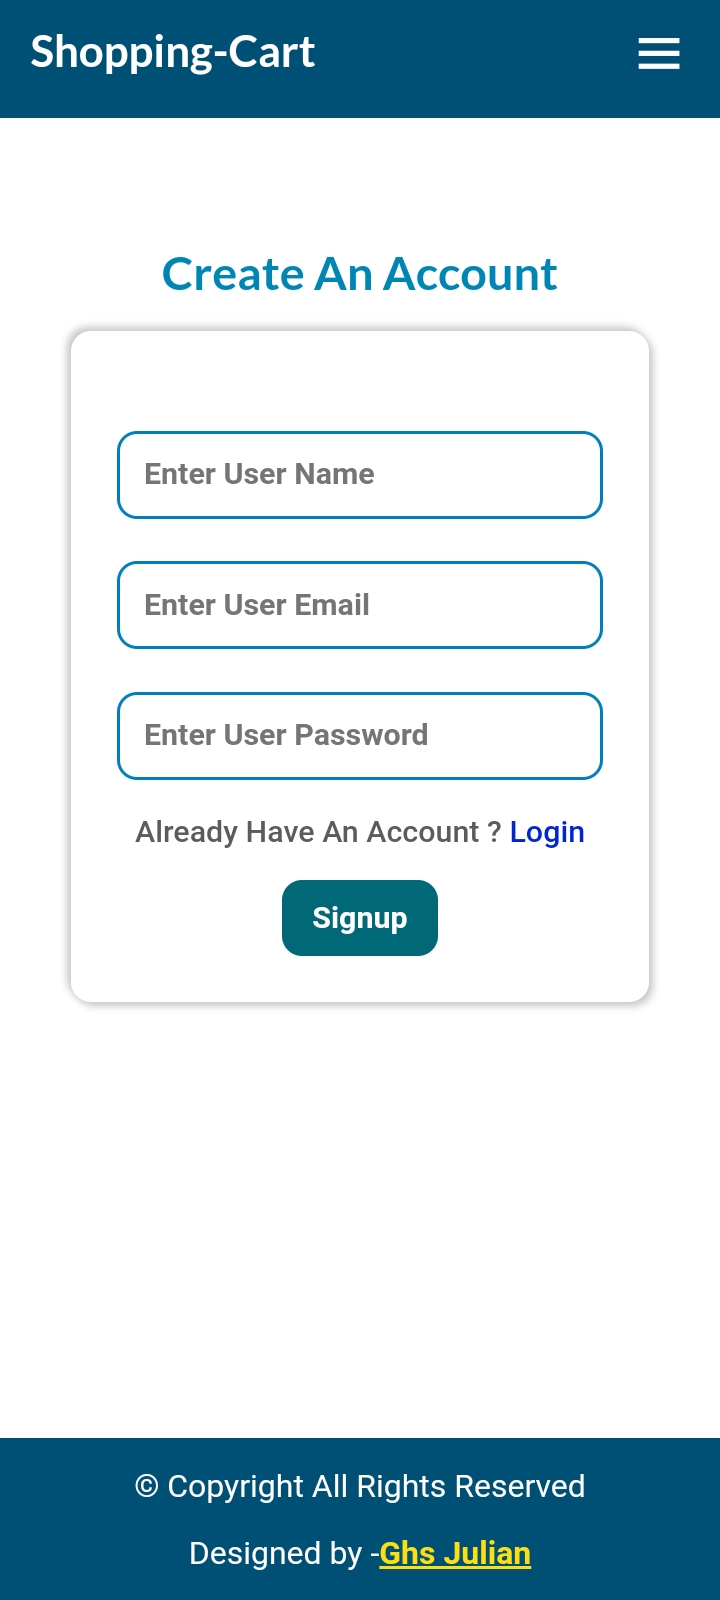 Shopping-Cart
Create An Account
Enter User Name
Enter User Email
Enter User Password
Already Have An Account ? Login
Signup
© Copyright All Rights Reserved
Designed by -Ghs Julian